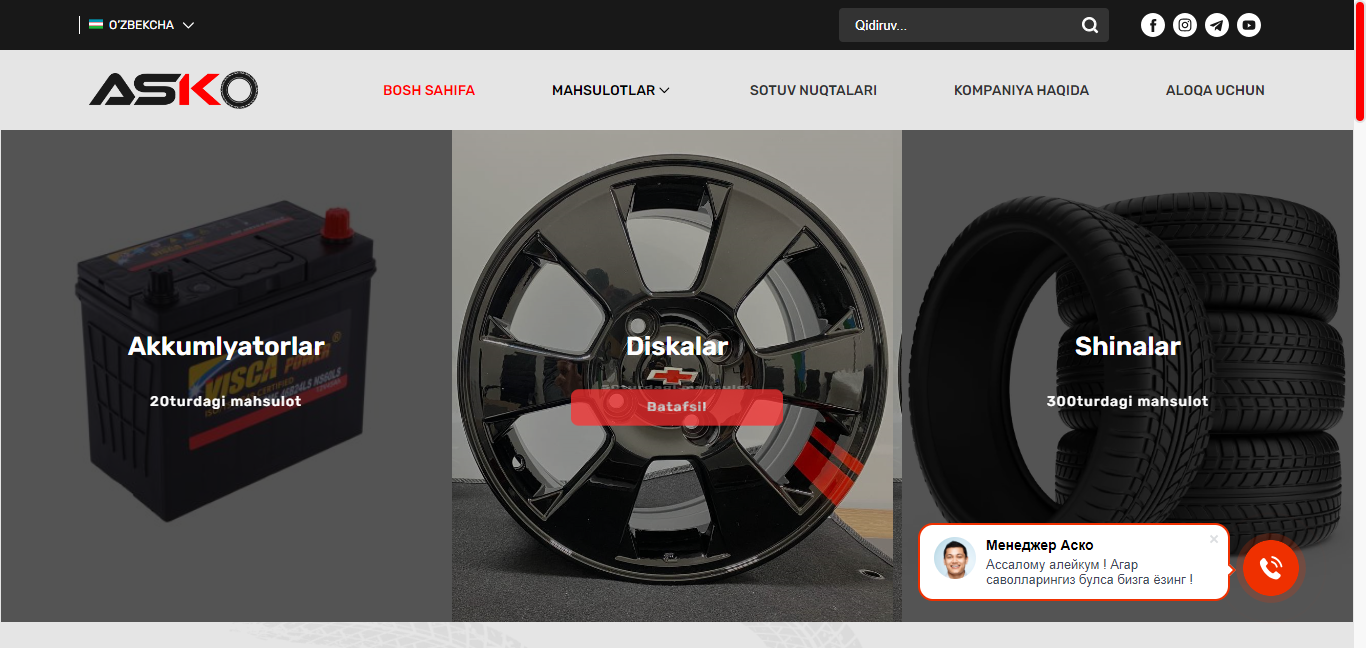 O'ZBEKCHA
Qidiruv...
ASKO
BOSH SAHIFA
MAHSULOTLAR
SOTUV NUQTALARI
KOMPANIYA HAQIDA
ALOQA UCHUN
Akkumlyatorlar
20turdagi mahsulot
VISCA POWER
Diskalar
Batafsil
Shinalar
300turdagi mahsulot
Менеджер Аско
Ассалому алейкум ! Агар
саволларингиз булса бизга ёзинг !